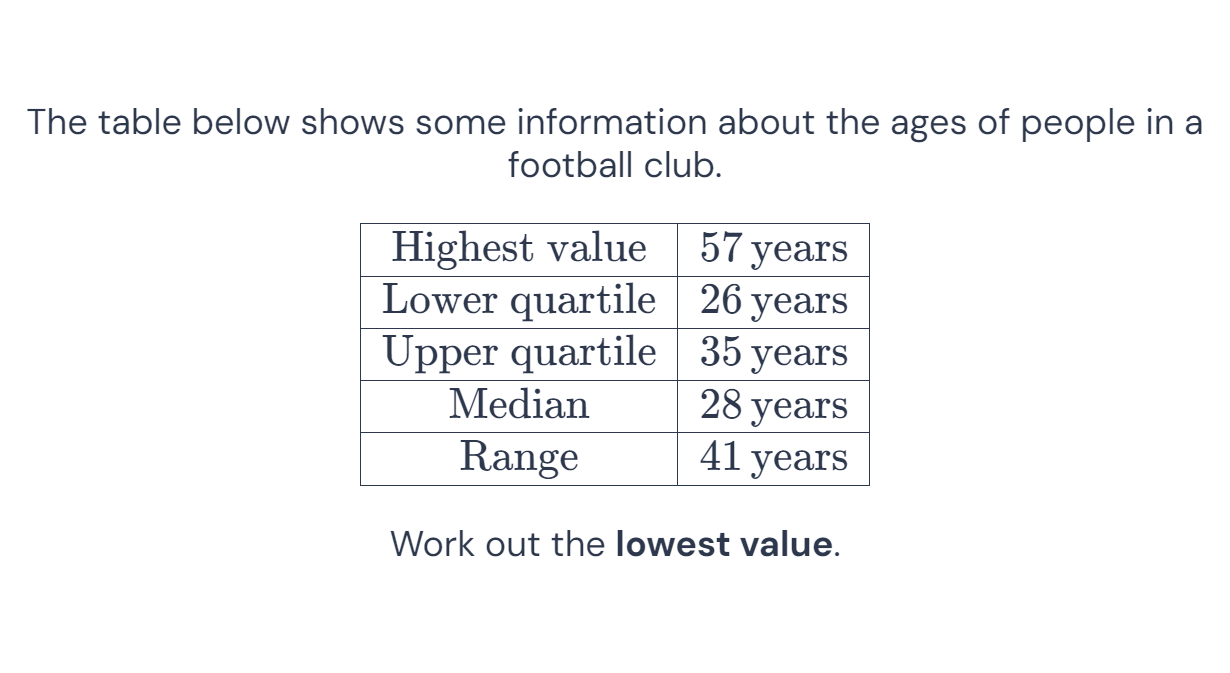 The table below shows some information about the ages of people in a
football club.
Highest value 57 years
Lower quartile 26 years
Upper quartile 35 years
Median 28 years
Range 41 years
Work out the lowest value.